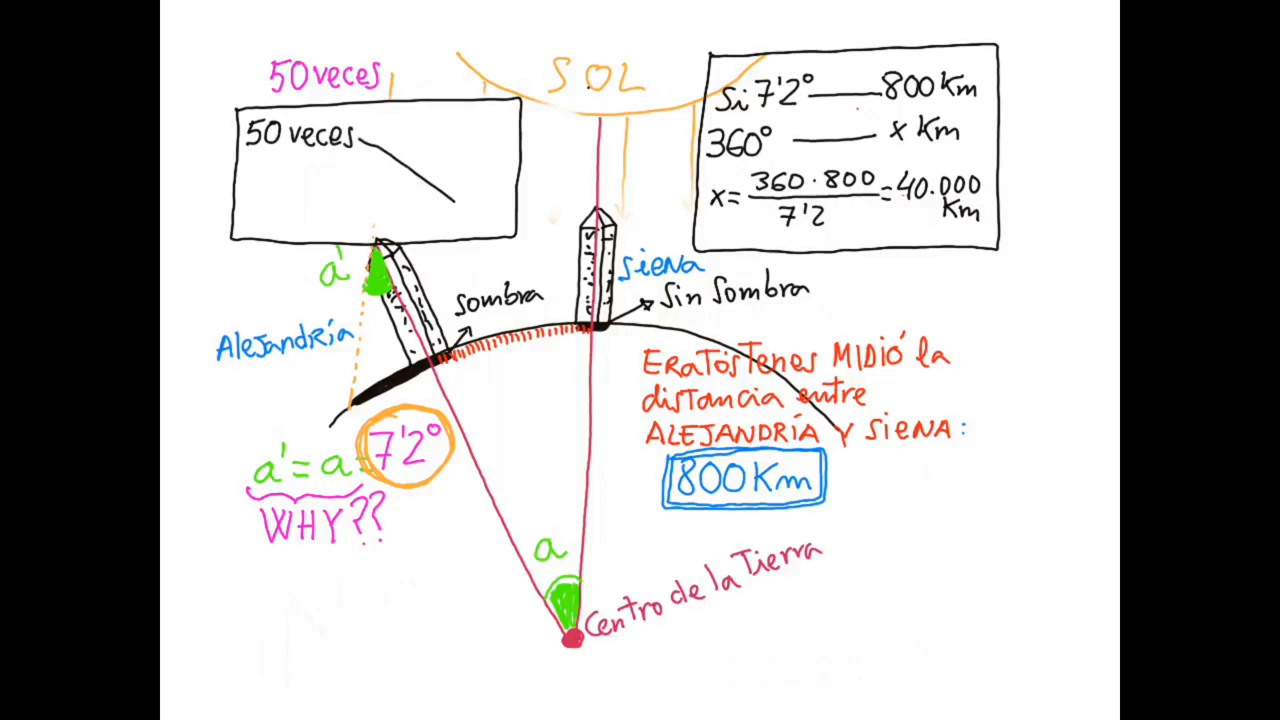 50 veces
SOL
50 veces
Si 7'2° 800 Km
360° x Km
x = 360 · 800 / 7'2 = 40.000 Km
a'
Siena
Sin Sombra
Sombra
Alejandría
ERatósTenes MIDIÓ la
distancia entre
ALEJANDRÍA Y SIENA:
800 Km
a' = a = 7'2°
WHY??
a
Centro de la Tierra